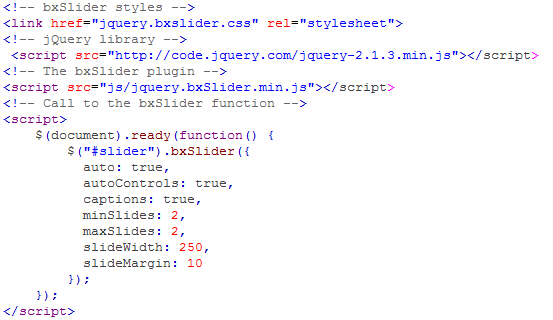 <!-- bxSlider styles -->
<link href="jquery.bxslider.css" rel="stylesheet">
<!-- jQuery library -->
<script src="http://code.jquery.com/jquery-2.1.3.min.js"></script>
<!-- The bxSlider plugin -->
<script src="js/jquery.bxSlider.min.js"></script>
<!-- Call to the bxSlider function -->
<script>
    $(document).ready(function() {
        $("#slider").bxSlider({
          auto: true,
          autoControls: true,
          captions: true,
          minSlides: 2,
          maxSlides: 2,
          slideWidth: 250,
          slideMargin: 10
        });
    });
</script>